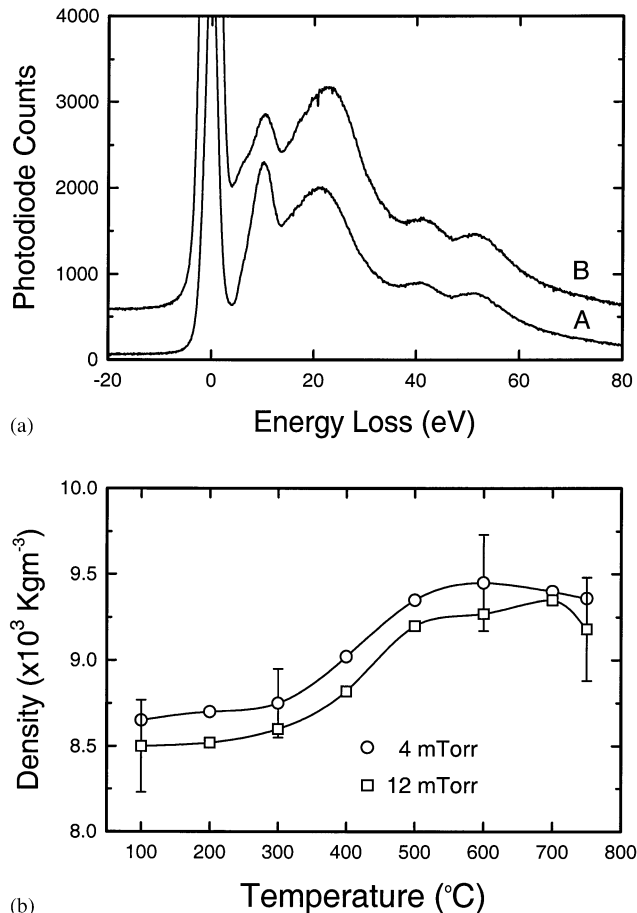 4000
3000
2000
1000
0
Photodiode Counts
B
A
-20 0 20 40 60 80
Energy Loss (eV)
(a)
10.0
9.5
9.0
8.5
8.0
Density (x10³ Kgm⁻³)
4 mTorr
12 mTorr
100 200 300 400 500 600 700 800
Temperature (°C)
(b)